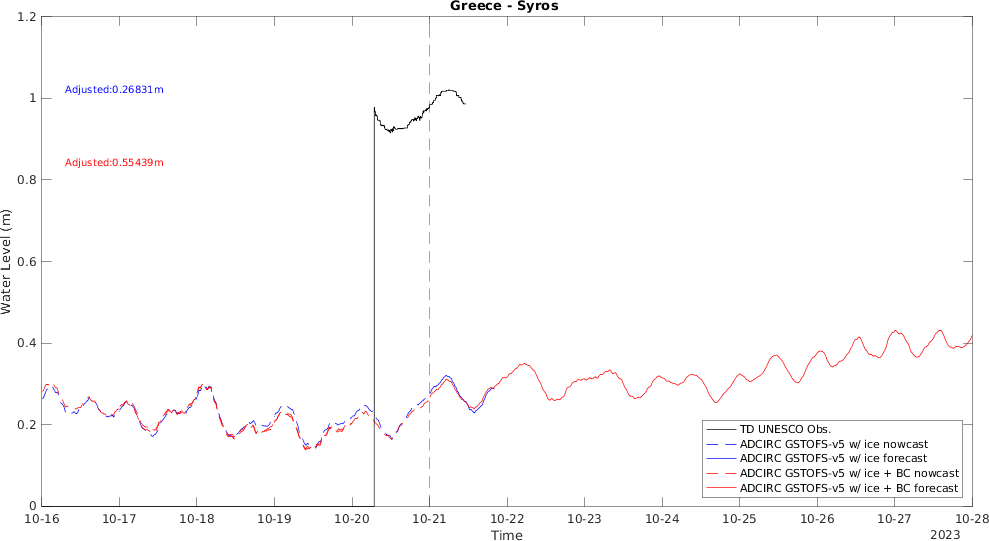 Greece - Syros
1.2
1
0.8
0.6
0.4
0.2
0
Water Level (m)
Adjusted:0.26831m
Adjusted:0.55439m
TD UNESCO Obs.
ADCIRC GSTOFS-v5 w/ ice nowcast
ADCIRC GSTOFS-v5 w/ ice forecast
ADCIRC GSTOFS-v5 w/ ice + BC nowcast
ADCIRC GSTOFS-v5 w/ ice + BC forecast
10-16 10-17 10-18 10-19 10-20 10-21 10-22 10-23 10-24 10-25 10-26 10-27 10-28
Time
2023